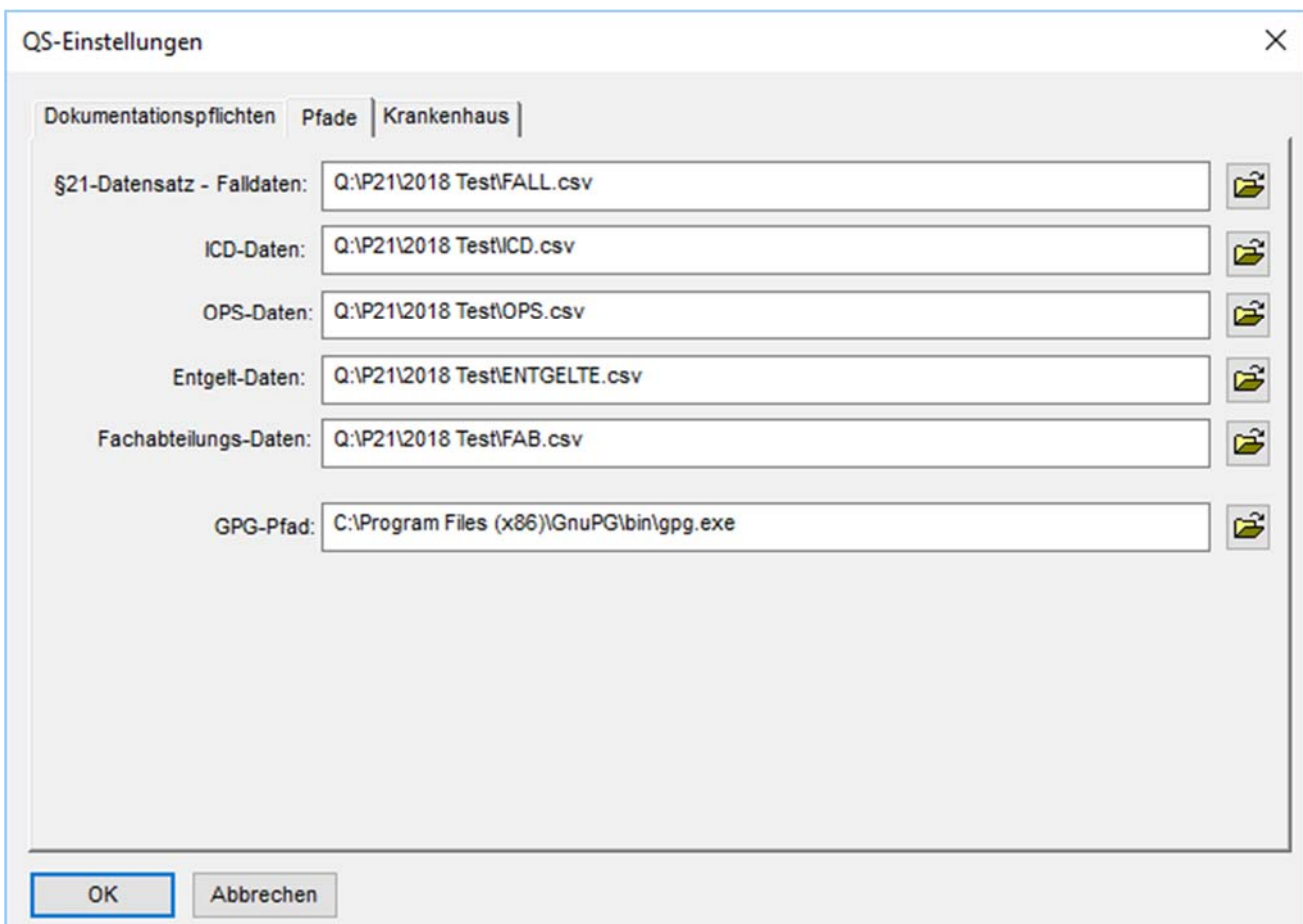 QS-Einstellungen
Dokumentationspflichten Pfade Krankenhaus
§21-Datensatz - Falldaten: Q:\P21\2018 Test\FALL.csv
ICD-Daten: Q:\P21\2018 Test\ICD.csv
OPS-Daten: Q:\P21\2018 Test\OPS.csv
Entgelt-Daten: Q:\P21\2018 Test\ENTGELTE.csv
Fachabteilungs-Daten: Q:\P21\2018 Test\FAB.csv
GPG-Pfad: C:\Program Files (x86)\GnuPG\bin\gpg.exe
OK Abbrechen